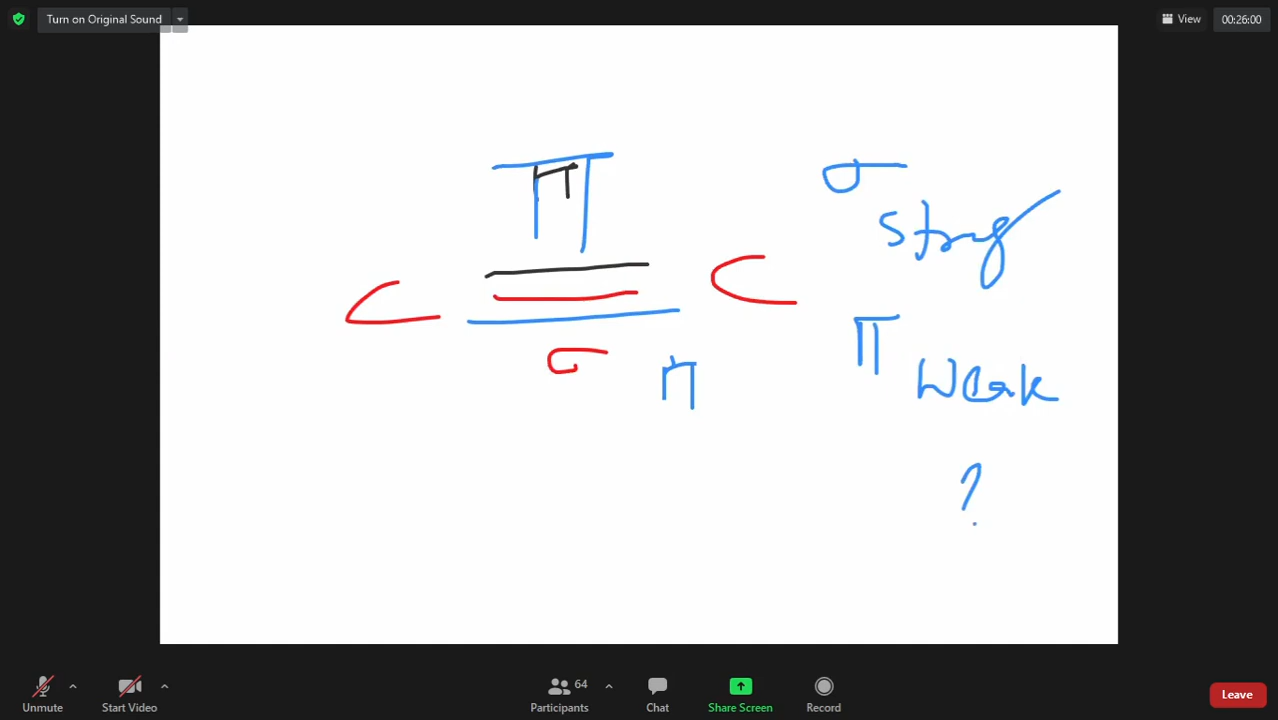 Turn on Original Sound
View
00:26:00
π
π
C
C
σ
π
σ
strong
π
Weak
?
Unmute
Start Video
64
Participants
Chat
Share Screen
Record
Leave